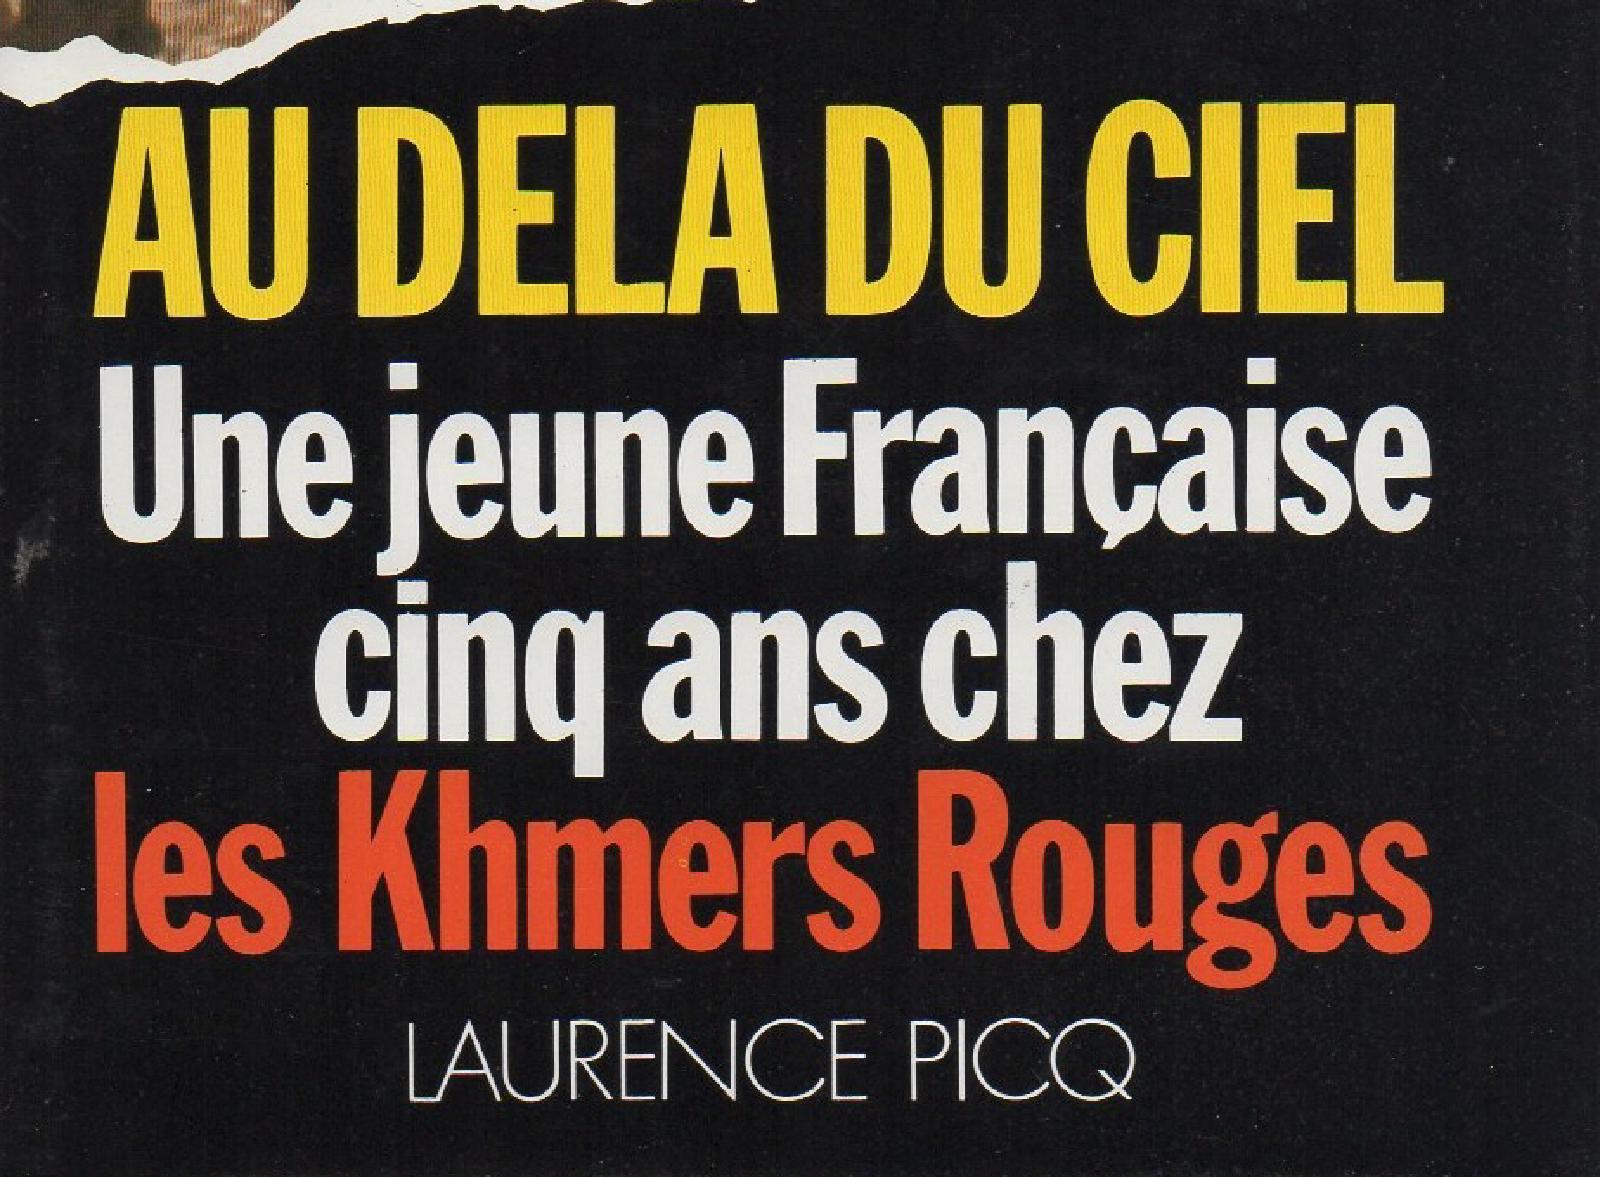 AU DELA DU CIEL
Une jeune Française
cinq ans chez
les Khmers Rouges
LAURENCE PICQ